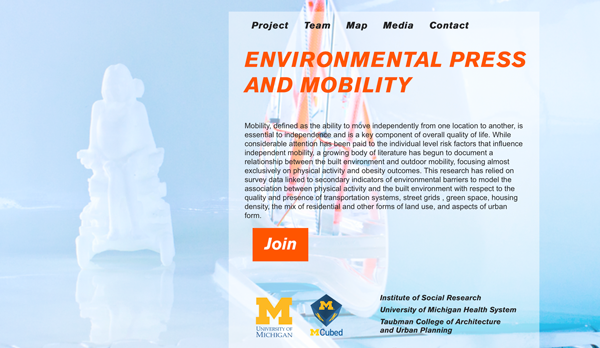 Project Team Map Media Contact
ENVIRONMENTAL PRESS
AND MOBILITY
Mobility, defined as the ability to move independently from one location to another, is
essential to independence and is a key component of overall quality of life. While
considerable attention has been paid to the individual level risk factors that influence
independent mobility, a growing body of literature has begun to document a
relationship between the built environment and outdoor mobility, focusing almost
exclusively on physical activity and obesity outcomes. This research has relied on
survey data linked to secondary indicators of environmental barriers to model the
association between physical activity and the built environment with respect to the
quality and presence of transportation systems, street grids , green space, housing
density, the mix of residential and other forms of land use, and aspects of urban
form.
Join
M
UNIVERSITY OF
MICHIGAN
M
MCubed
Institute of Social Research
University of Michigan Health System
Taubman College of Architecture
and Urban Planning